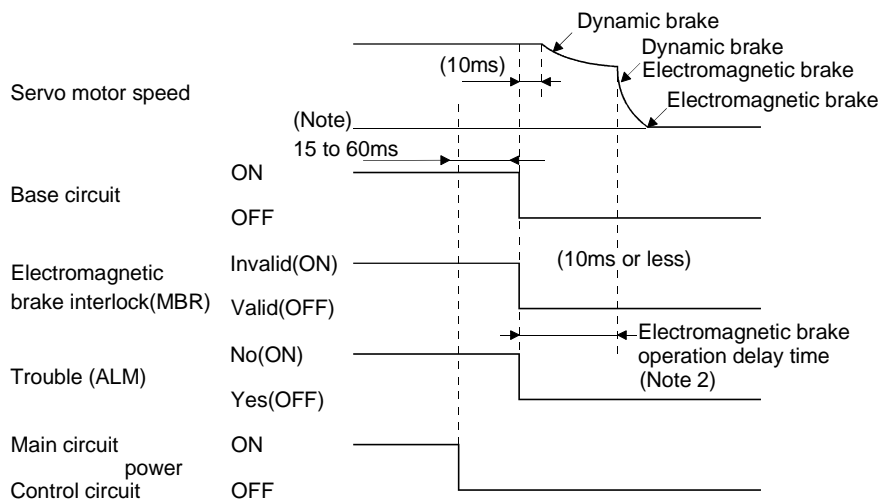 Dynamic brake
Dynamic brake
Electromagnetic brake
(10ms)
Servo motor speed
Electromagnetic brake
(Note)
15 to 60ms
ON
Base circuit
OFF
Invalid(ON)
(10ms or less)
Electromagnetic
brake interlock(MBR)
Valid(OFF)
Electromagnetic brake
operation delay time
(Note 2)
No(ON)
Trouble (ALM)
Yes(OFF)
Main circuit
ON
power
Control circuit
OFF